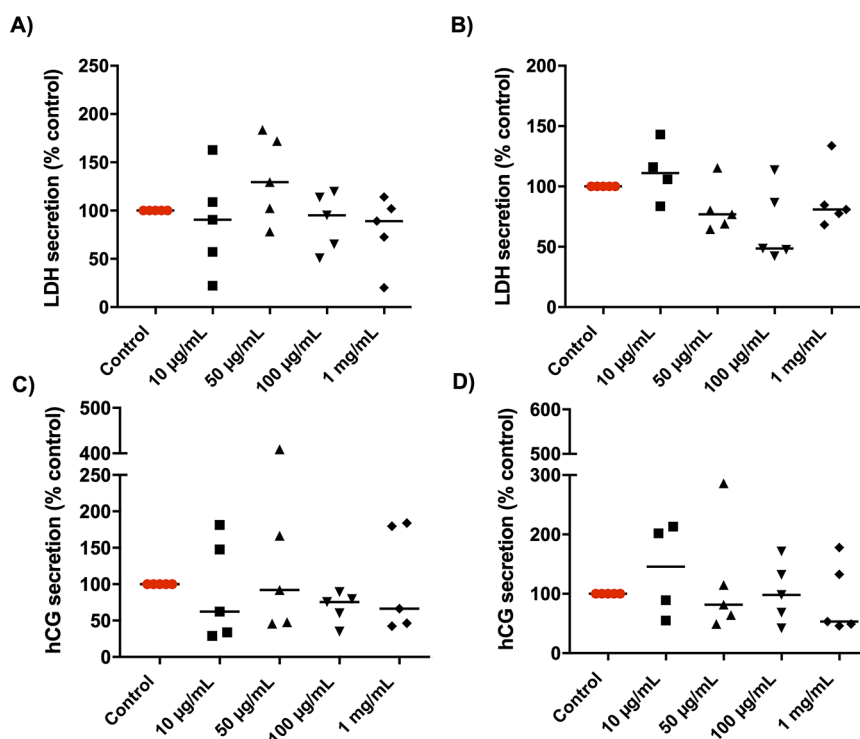 A)
LDH secretion (% control)
250
200
150
100
50
0
Control
10 µg/mL
50 µg/mL
100 µg/mL
1 mg/mL
B)
LDH secretion (% control)
200
150
100
50
0
Control
10 µg/mL
50 µg/mL
100 µg/mL
1 mg/mL
C)
hCG secretion (% control)
500
400
250
200
150
100
50
0
Control
10 µg/mL
50 µg/mL
100 µg/mL
1 mg/mL
D)
hCG secretion (% control)
600
500
300
200
100
0
Control
10 µg/mL
50 µg/mL
100 µg/mL
1 mg/mL